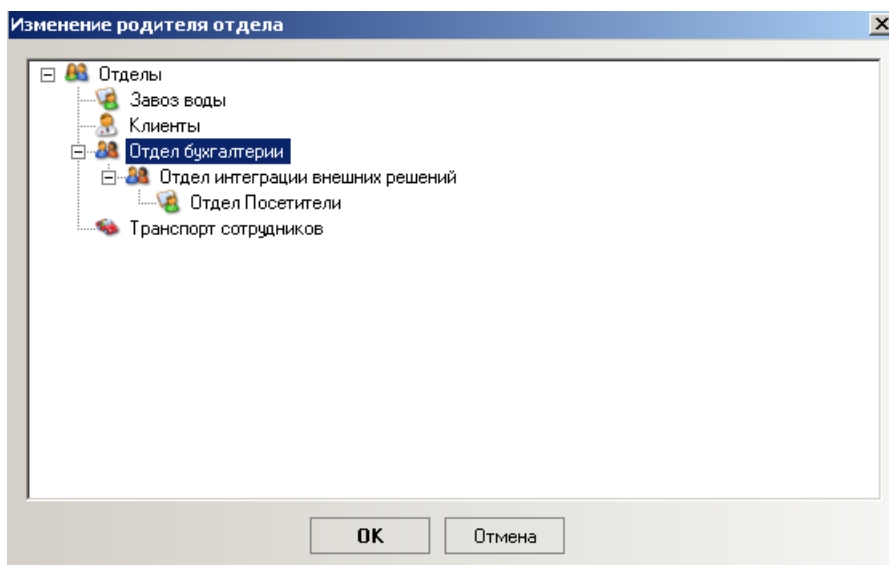 Изменение родителя отдела
Отделы
Завоз воды
Клиенты
Отдел бухгалтерии
Отдел интеграции внешних решений
Отдел Посетители
Транспорт сотрудников
OK
Отмена